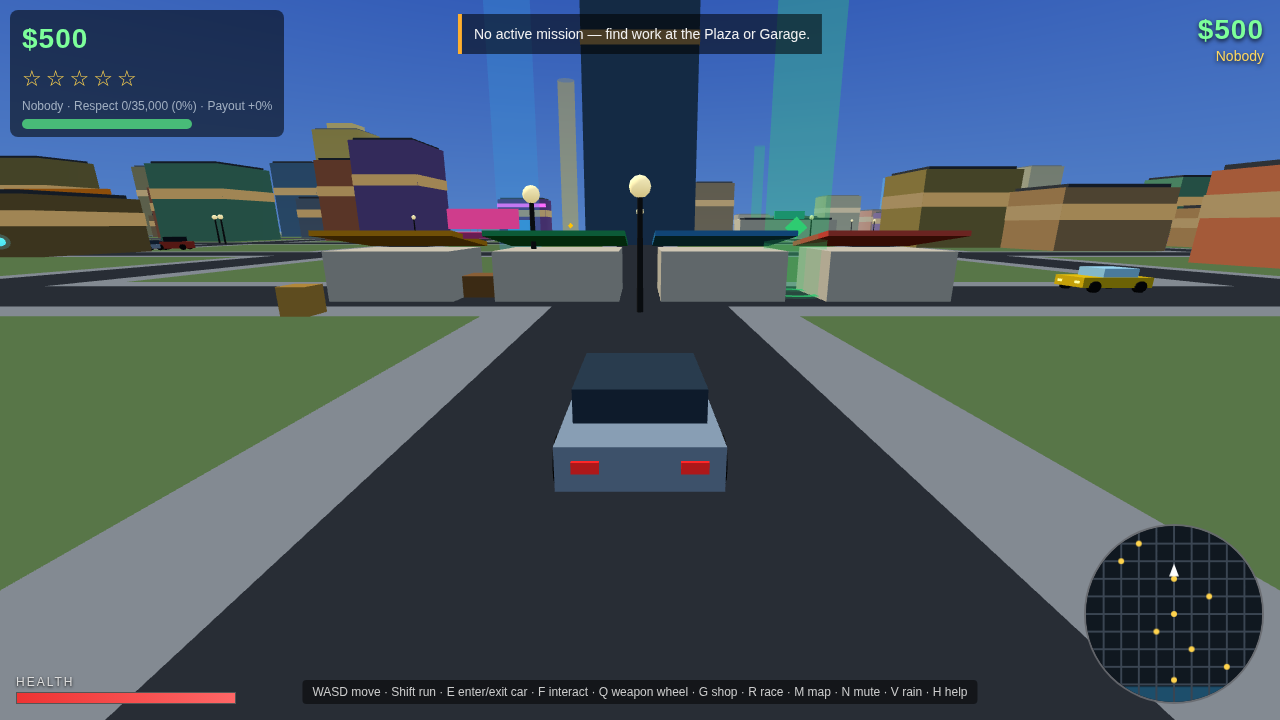 $500
☆☆☆☆☆
Nobody · Respect 0/35,000 (0%) · Payout +0%
No active mission — find work at the Plaza or Garage.
$500
Nobody
HEALTH
WASD move · Shift run · E enter/exit car · F interact · Q weapon wheel · G shop · R race · M map · N mute · V rain · H help